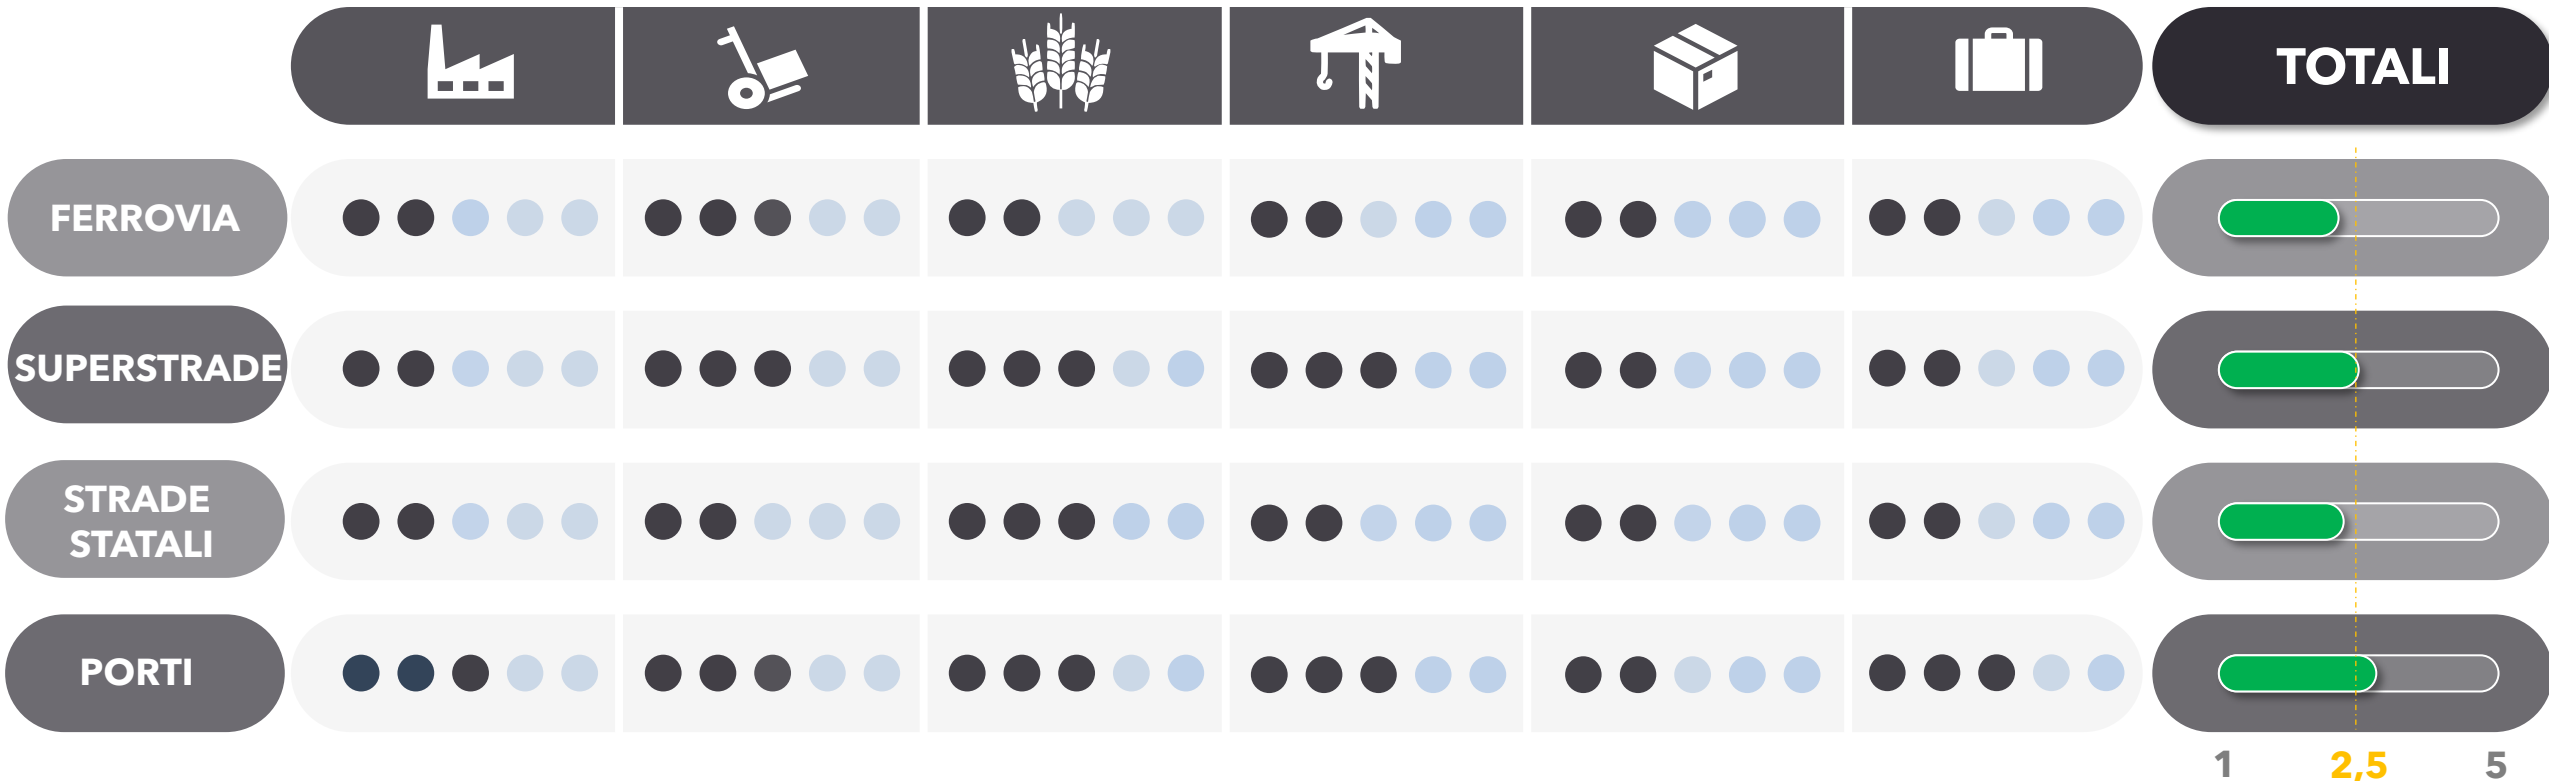 TOTALI
FERROVIA
SUPERSTRADE
STRADE
STATALI
PORTI
1 2,5 5